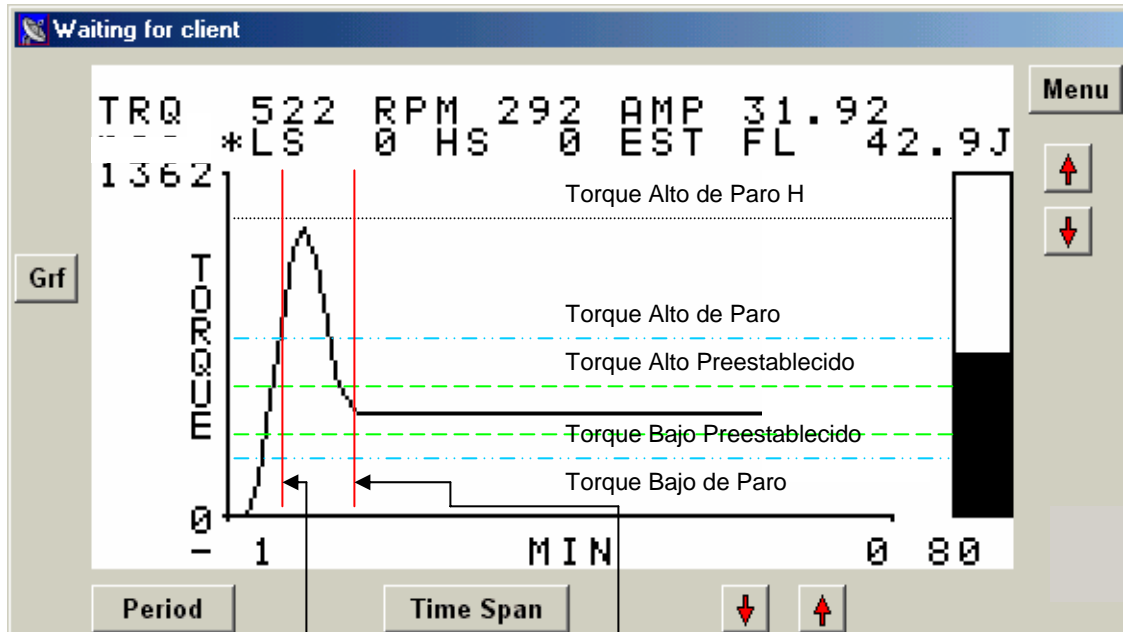 Waiting for client
Menu
TRQ 522 RPM 292 AMP 31.92
*LS 0 HS 0 EST FL 42.9J
1362
Torque Alto de Paro H
Grf
TORQUE
Torque Alto de Paro
Torque Alto Preestablecido
Torque Bajo Preestablecido
Torque Bajo de Paro
0
- 1 MIN 0 80
Period
Time Span